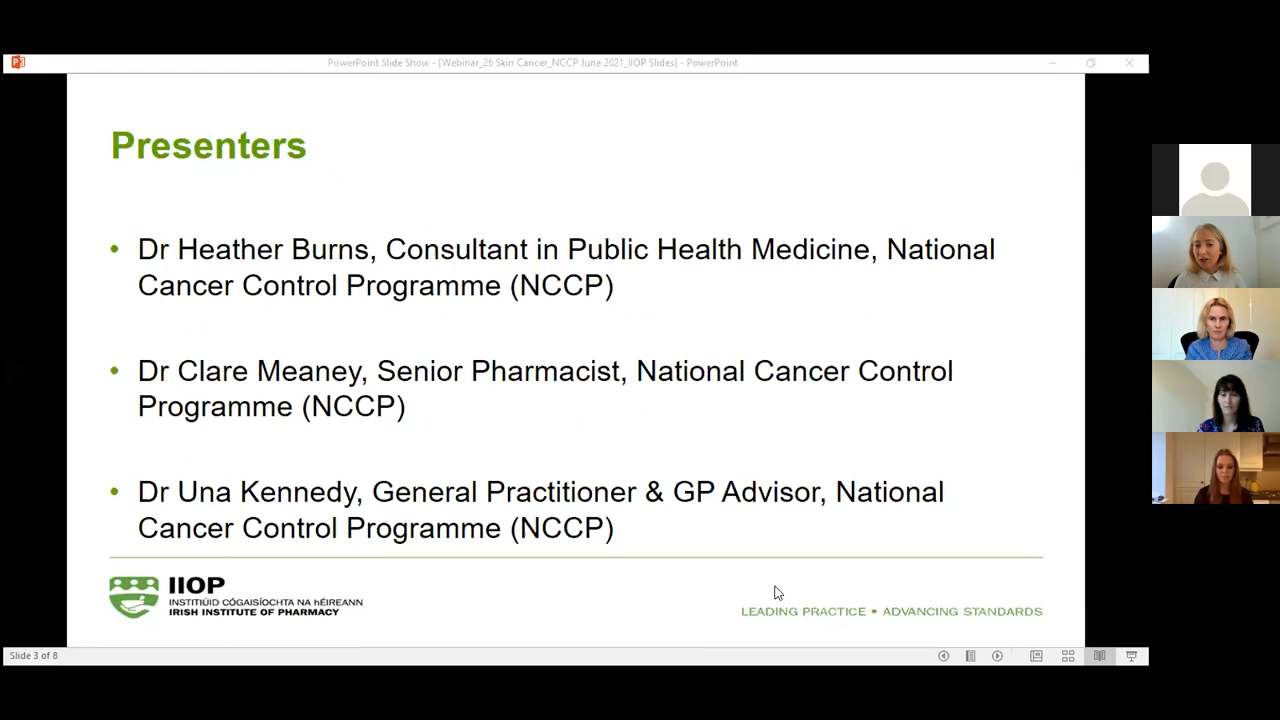 PowerPoint Slide Show - [Webinar_26 Skin Cancer_NCCP June 2021_IIOP Slides] - PowerPoint
Presenters
• Dr Heather Burns, Consultant in Public Health Medicine, National
Cancer Control Programme (NCCP)
• Dr Clare Meaney, Senior Pharmacist, National Cancer Control
Programme (NCCP)
• Dr Una Kennedy, General Practitioner & GP Advisor, National
Cancer Control Programme (NCCP)
IIOP
INSTITIÚID CÓGAISÍOCHTA NA hÉIREANN
IRISH INSTITUTE OF PHARMACY
LEADING PRACTICE • ADVANCING STANDARDS
Slide 3 of 8